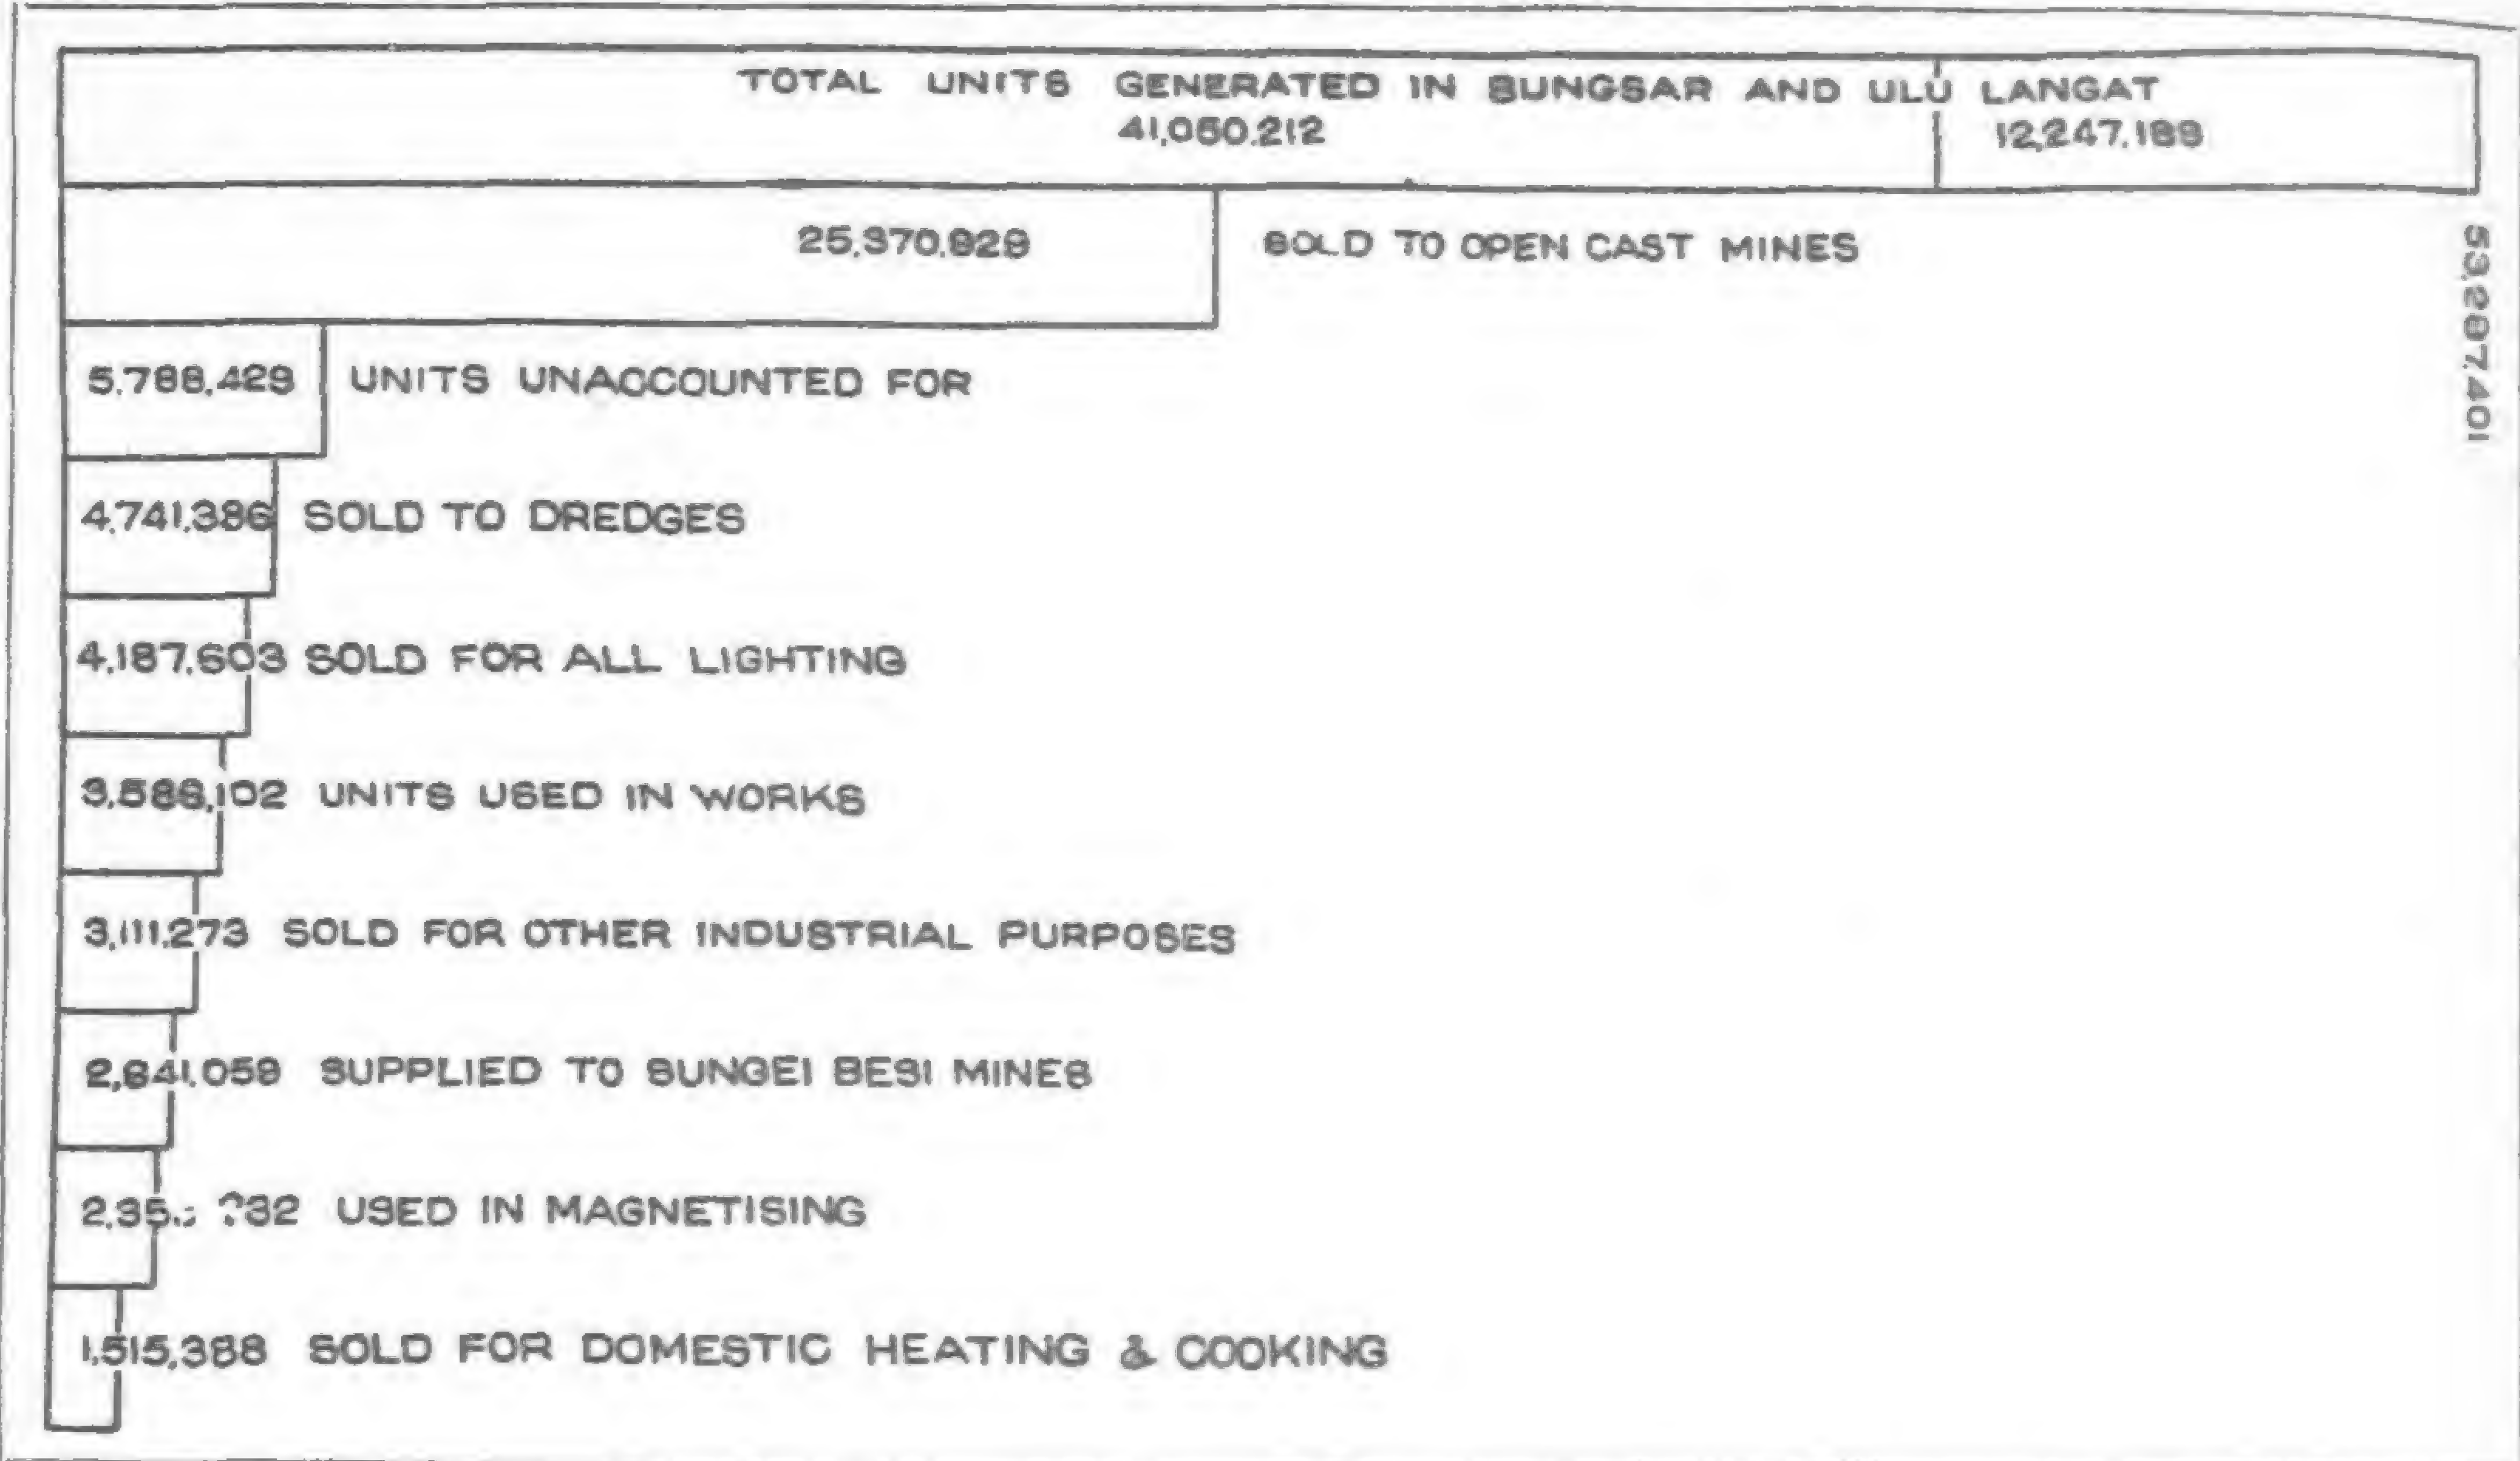 TOTAL UNITS GENERATED IN BUNGSAR AND ULU LANGAT
41,050.212 12,247.189
25,370,929 SOLD TO OPEN CAST MINES
53,297,401
5,788,429 UNITS UNACCOUNTED FOR
4,741,386 SOLD TO DREDGES
4,187,603 SOLD FOR ALL LIGHTING
3,588,102 UNITS USED IN WORKS
3,111,273 SOLD FOR OTHER INDUSTRIAL PURPOSES
2,641,059 SUPPLIED TO SUNGEI BESI MINES
USED IN MAGNETISING
1,515,388 SOLD FOR DOMESTIC HEATING & COOKING